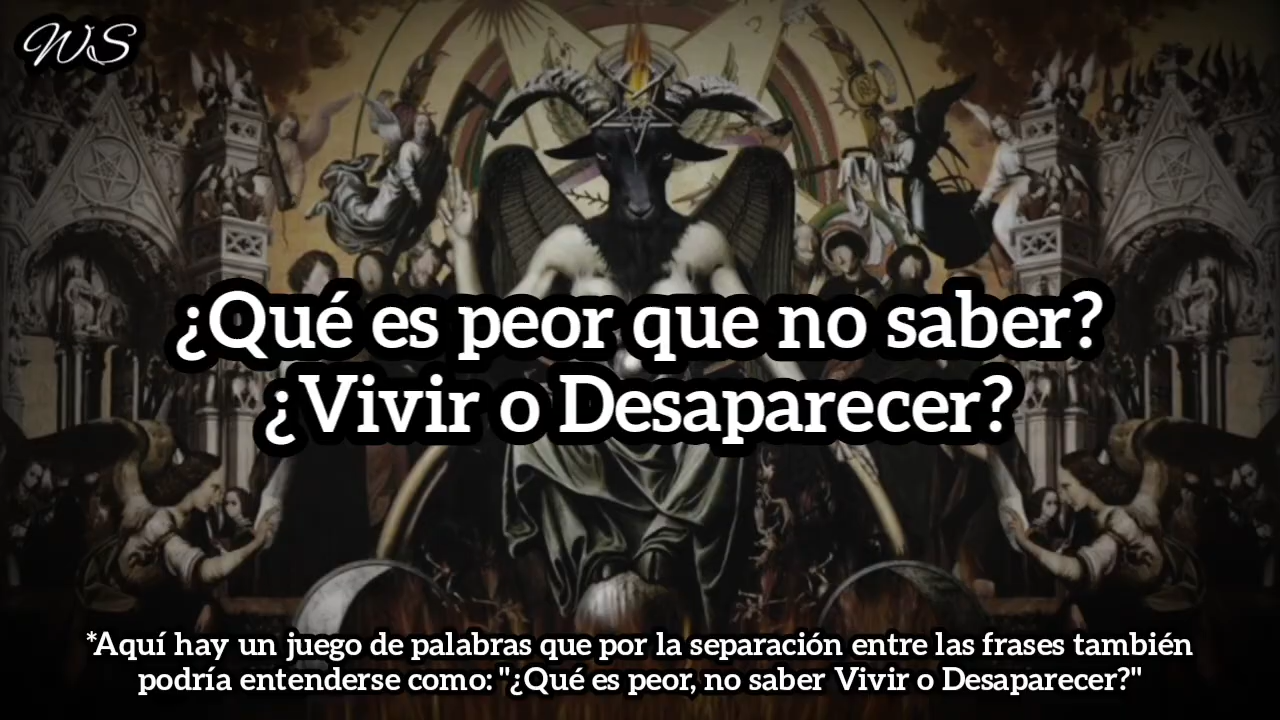 WS
¿Qué es peor que no saber?
¿Vivir o Desaparecer?
*Aquí hay un juego de palabras que por la separación entre las frases también
podría entenderse como: "¿Qué es peor, no saber Vivir o Desaparecer?"